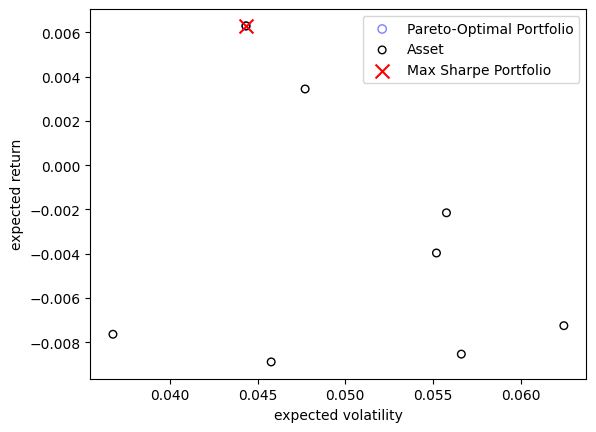 0.006
0.004
0.002
0.000
−0.002
−0.004
−0.006
−0.008
expected return
0.040
0.045
0.050
0.055
0.060
expected volatility
Pareto-Optimal Portfolio
Asset
Max Sharpe Portfolio